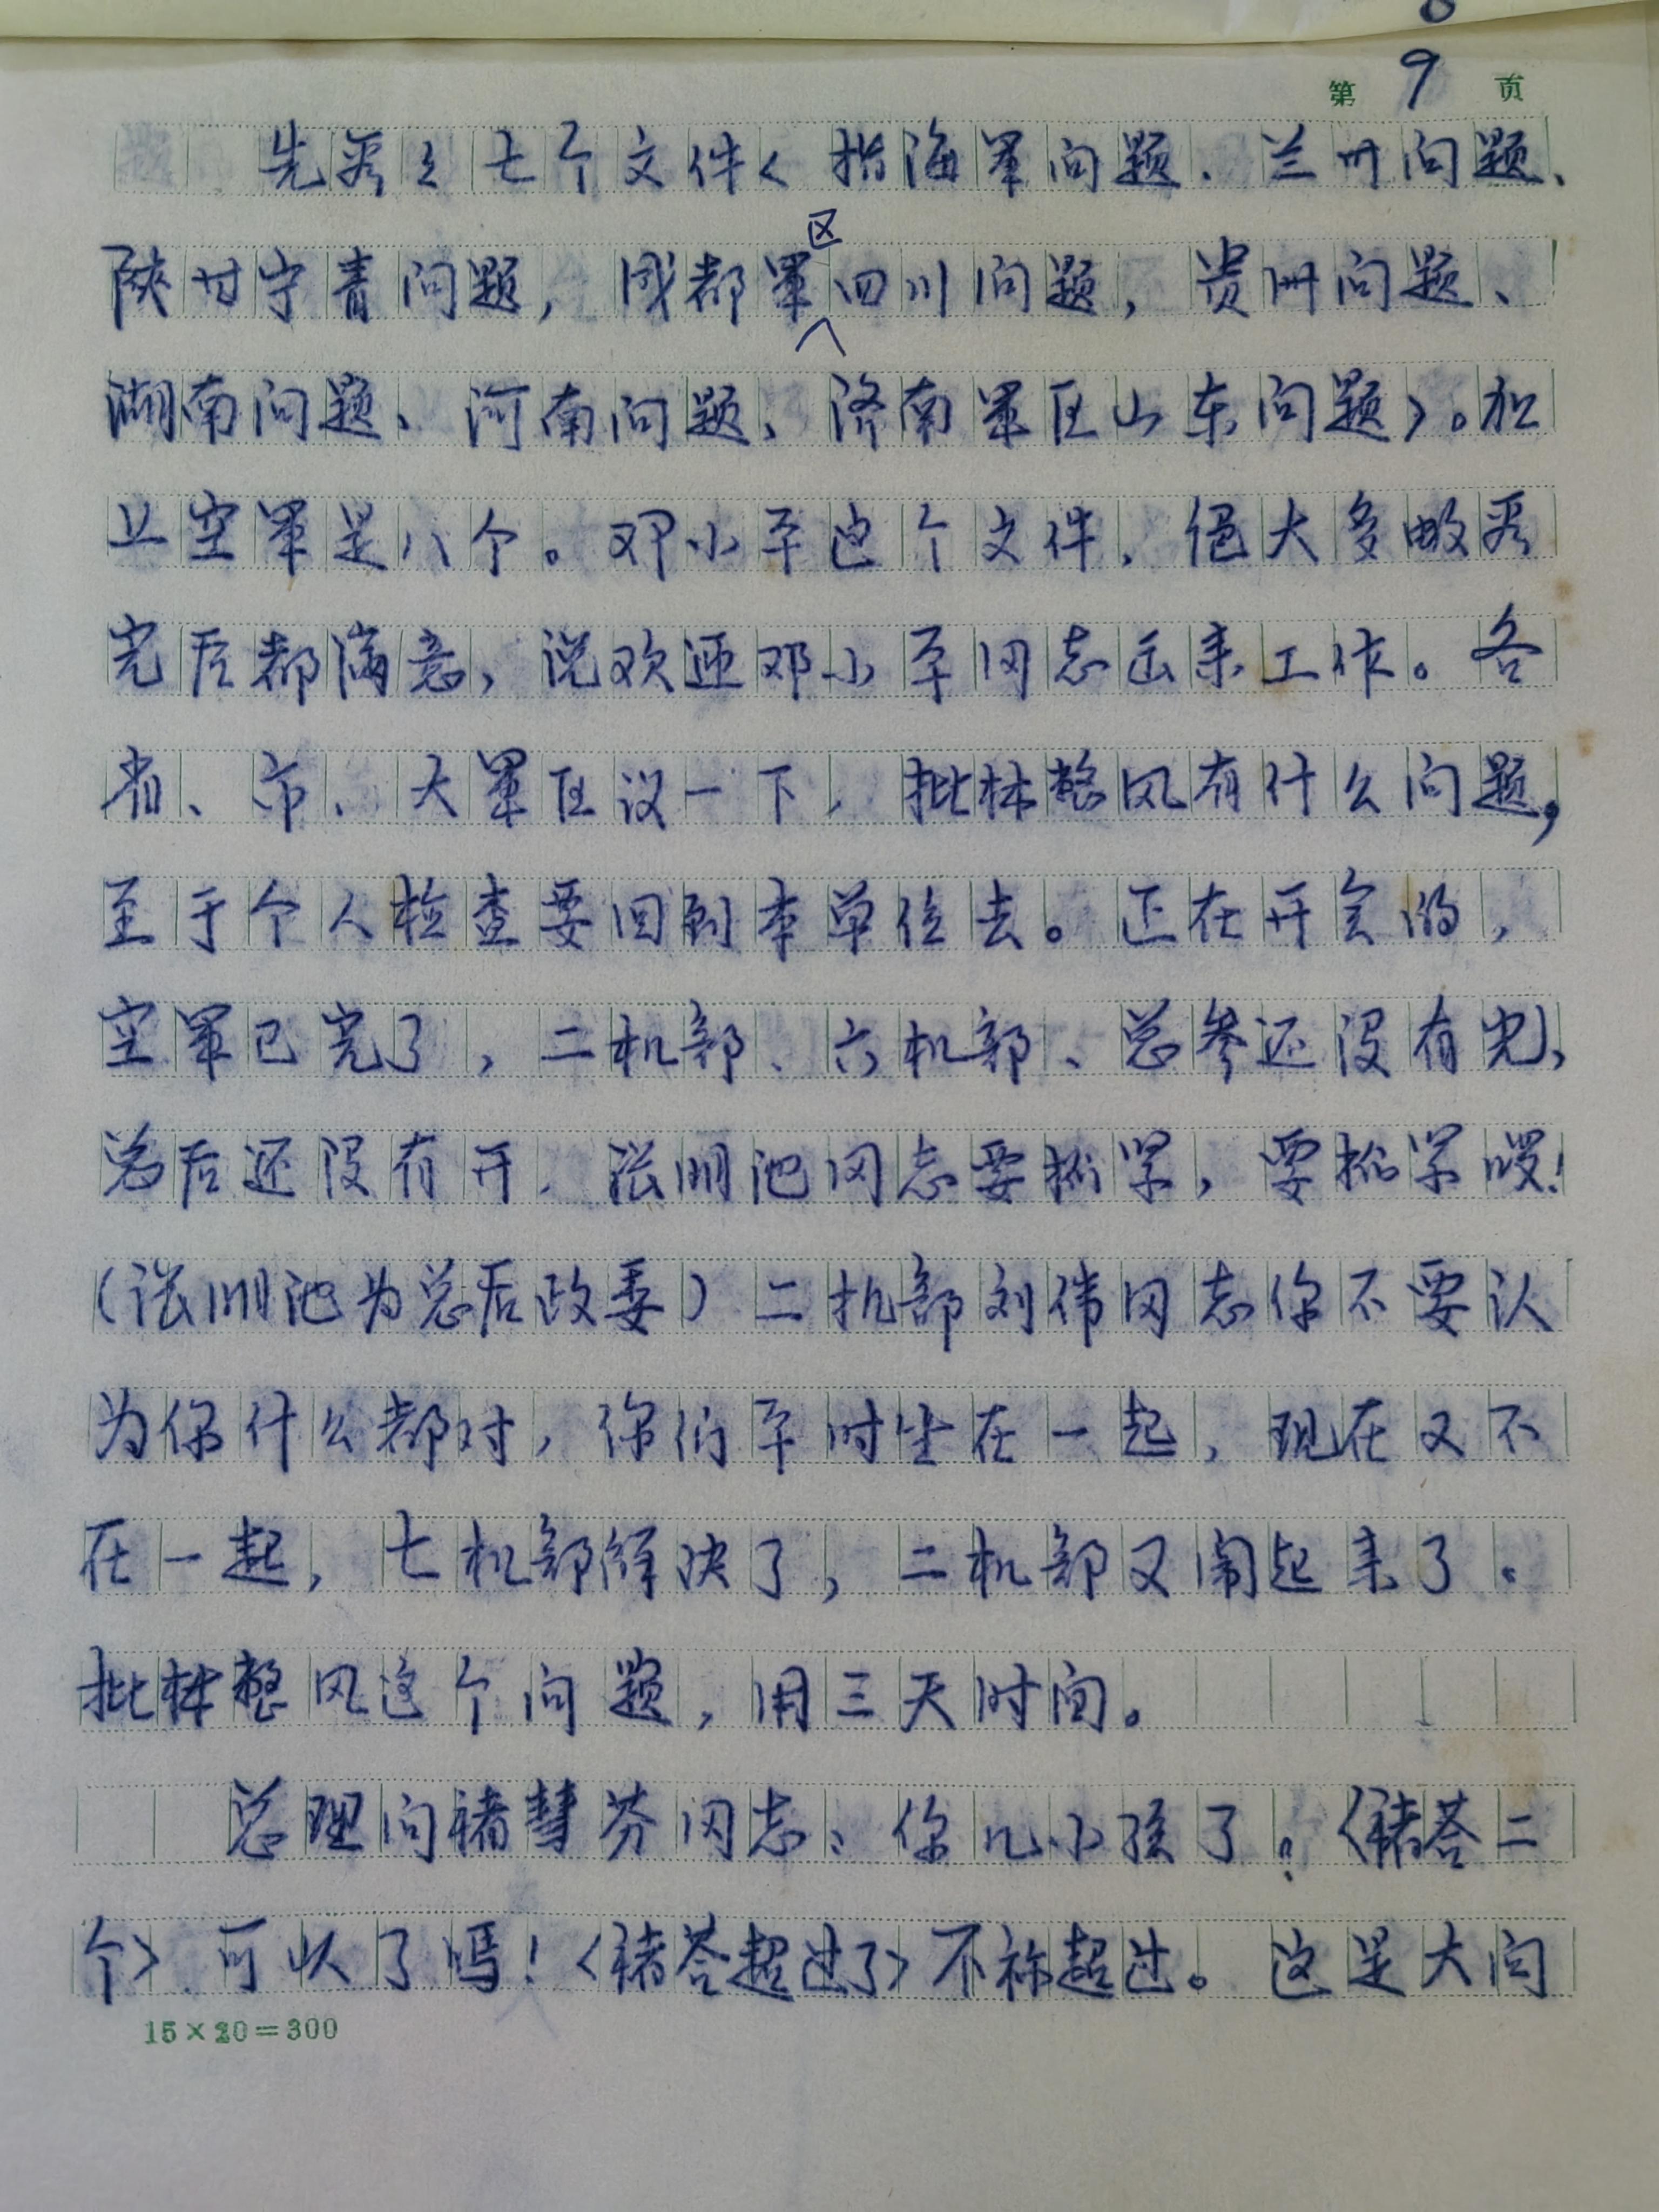 第 9 页
先看看七个文件〈指海军问题、兰州问题、
陕甘宁青问题，成都军区四川问题，贵州问题、
湖南问题、河南问题、济南军区山东问题〉。加
上空军是八个。邓小平这个文件，绝大多数看
完后都满意，说欢迎邓小平同志出来工作。各
省、市、大军区议一下，批林整风有什么问题，
至于个人检查要回到本单位去。正在开会的，
空军已完了，二机部、六机部、总参还没有完，
总后还没有开，张明池同志要抓紧，要抓紧哎！
（张明池为总后政委）二机部刘伟同志你不要认
为你什么都对，你们平时坐在一起，现在又不
在一起，七机部解决了，二机部又闹起来了。
批林整风这个问题，用三天时间。
总理问褚慧芬同志、你几小孩了？〈褚答二
个〉可以了吗！〈褚答超过了〉不称超过。这是大问
15×20=300